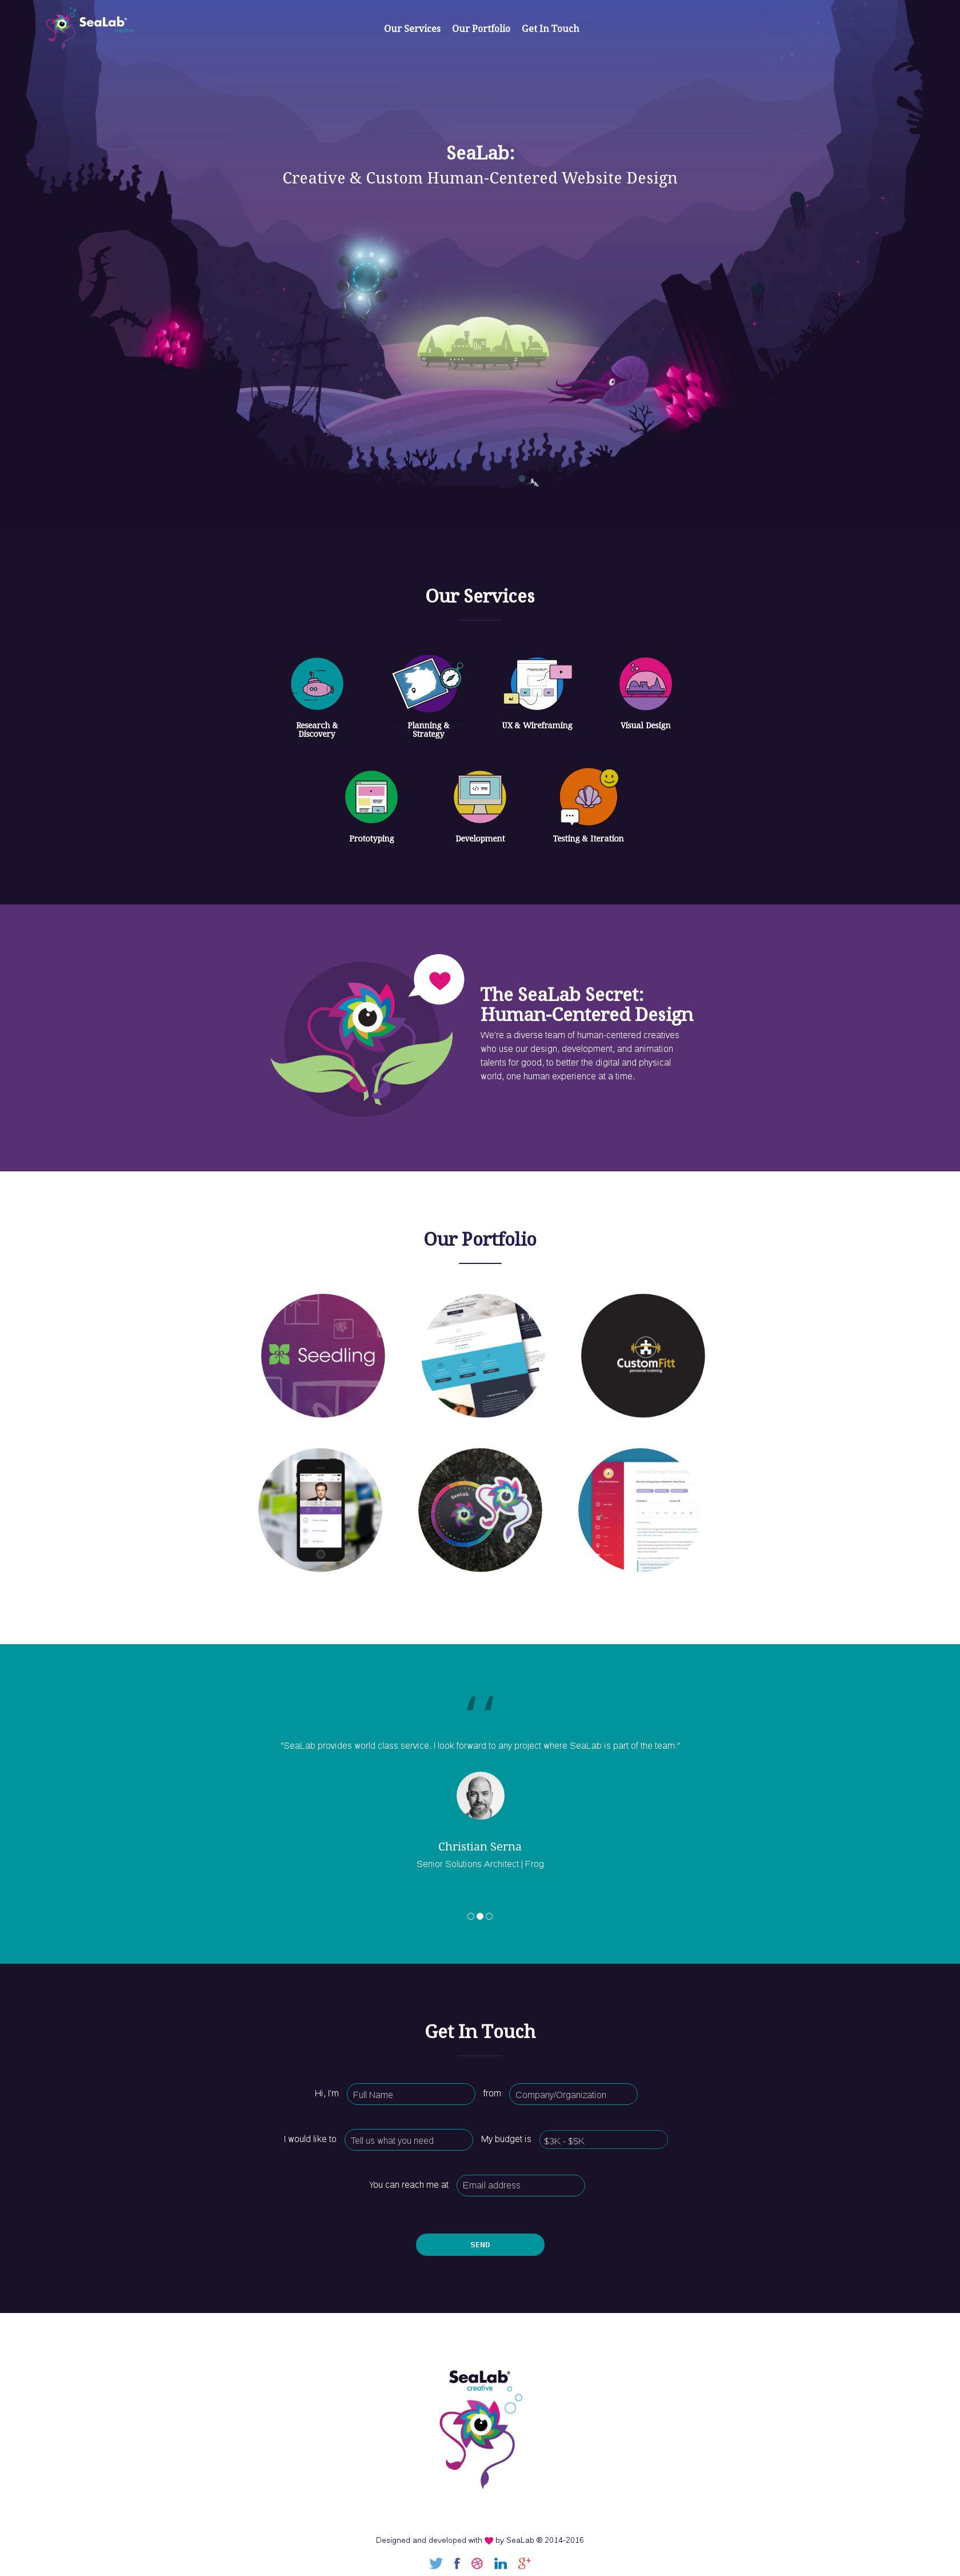 SeaLab
creative
Our Services
Our Portfolio
Get In Touch
SeaLab:
Creative & Custom Human-Centered Website Design
Our Services
Research &
Discovery
Planning &
Strategy
UX & Wireframing
Visual Design
Prototyping
Development
Testing & Iteration
The SeaLab Secret:
Human-Centered Design
We're a diverse team of human-centered creatives
who use our design, development, and animation
talents for good, to better the digital and physical
world, one human experience at a time.
Our Portfolio
Seedling
CustomFitt
personal training
SeaLab
“
"SeaLab provides world class service. I look forward to any project where SeaLab is part of the team."
Christian Serna
Senior Solutions Architect | Frog
Get In Touch
Hi, I'm Full Name from Company/Organization
I would like to Tell us what you need My budget is $3K - $5K
You can reach me at Email address
SEND
SeaLab®
creative
Designed and developed with ❤ by SeaLab ® 2014-2016